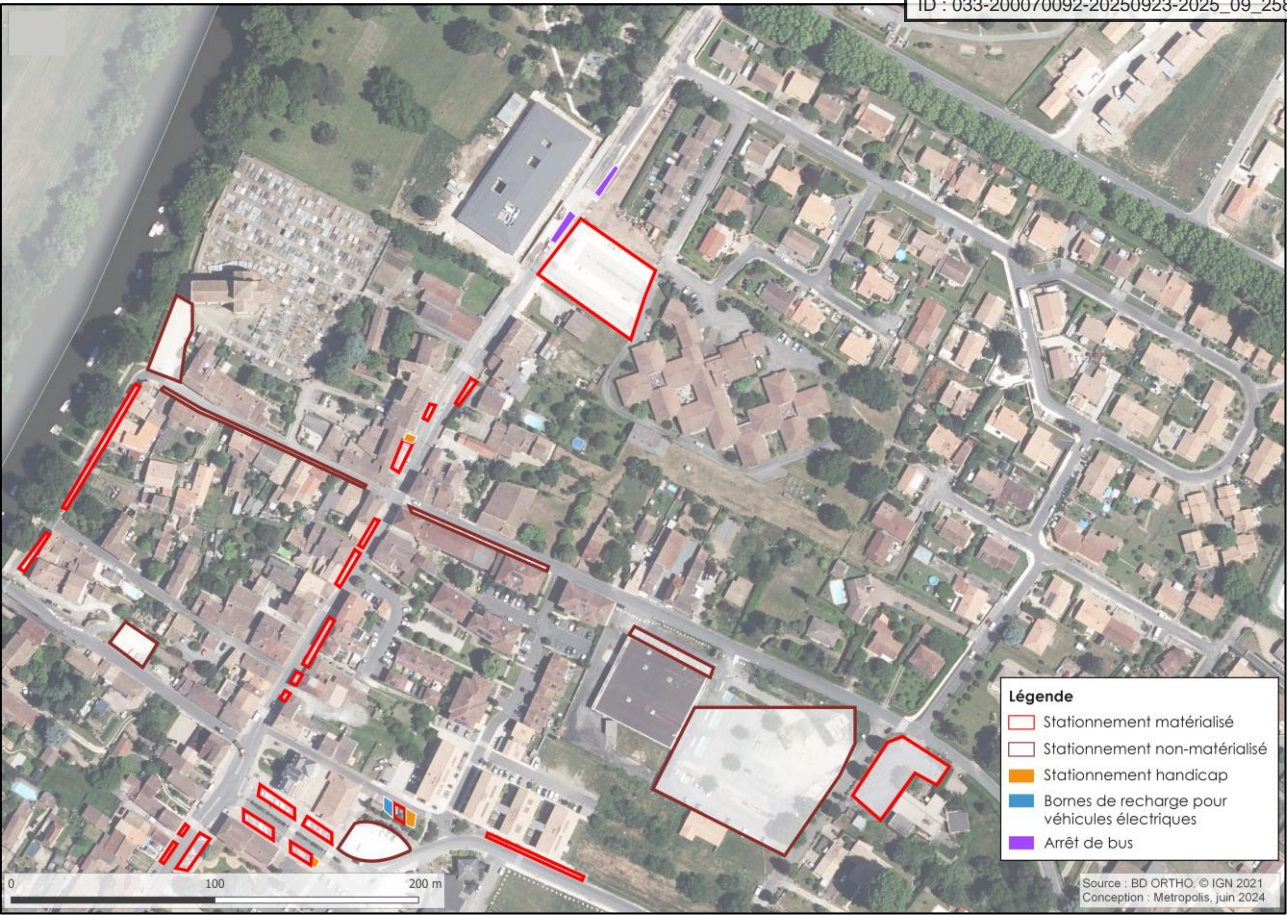 ID : 033-200070092-20250923-2025_09_258
Légende
Stationnement matérialisé
Stationnement non-matérialisé
Stationnement handicap
Bornes de recharge pour
véhicules électriques
Arrêt de bus
0 100 200 m
Source : BD ORTHO, © IGN 2021
Conception : Metropolis, juin 2024